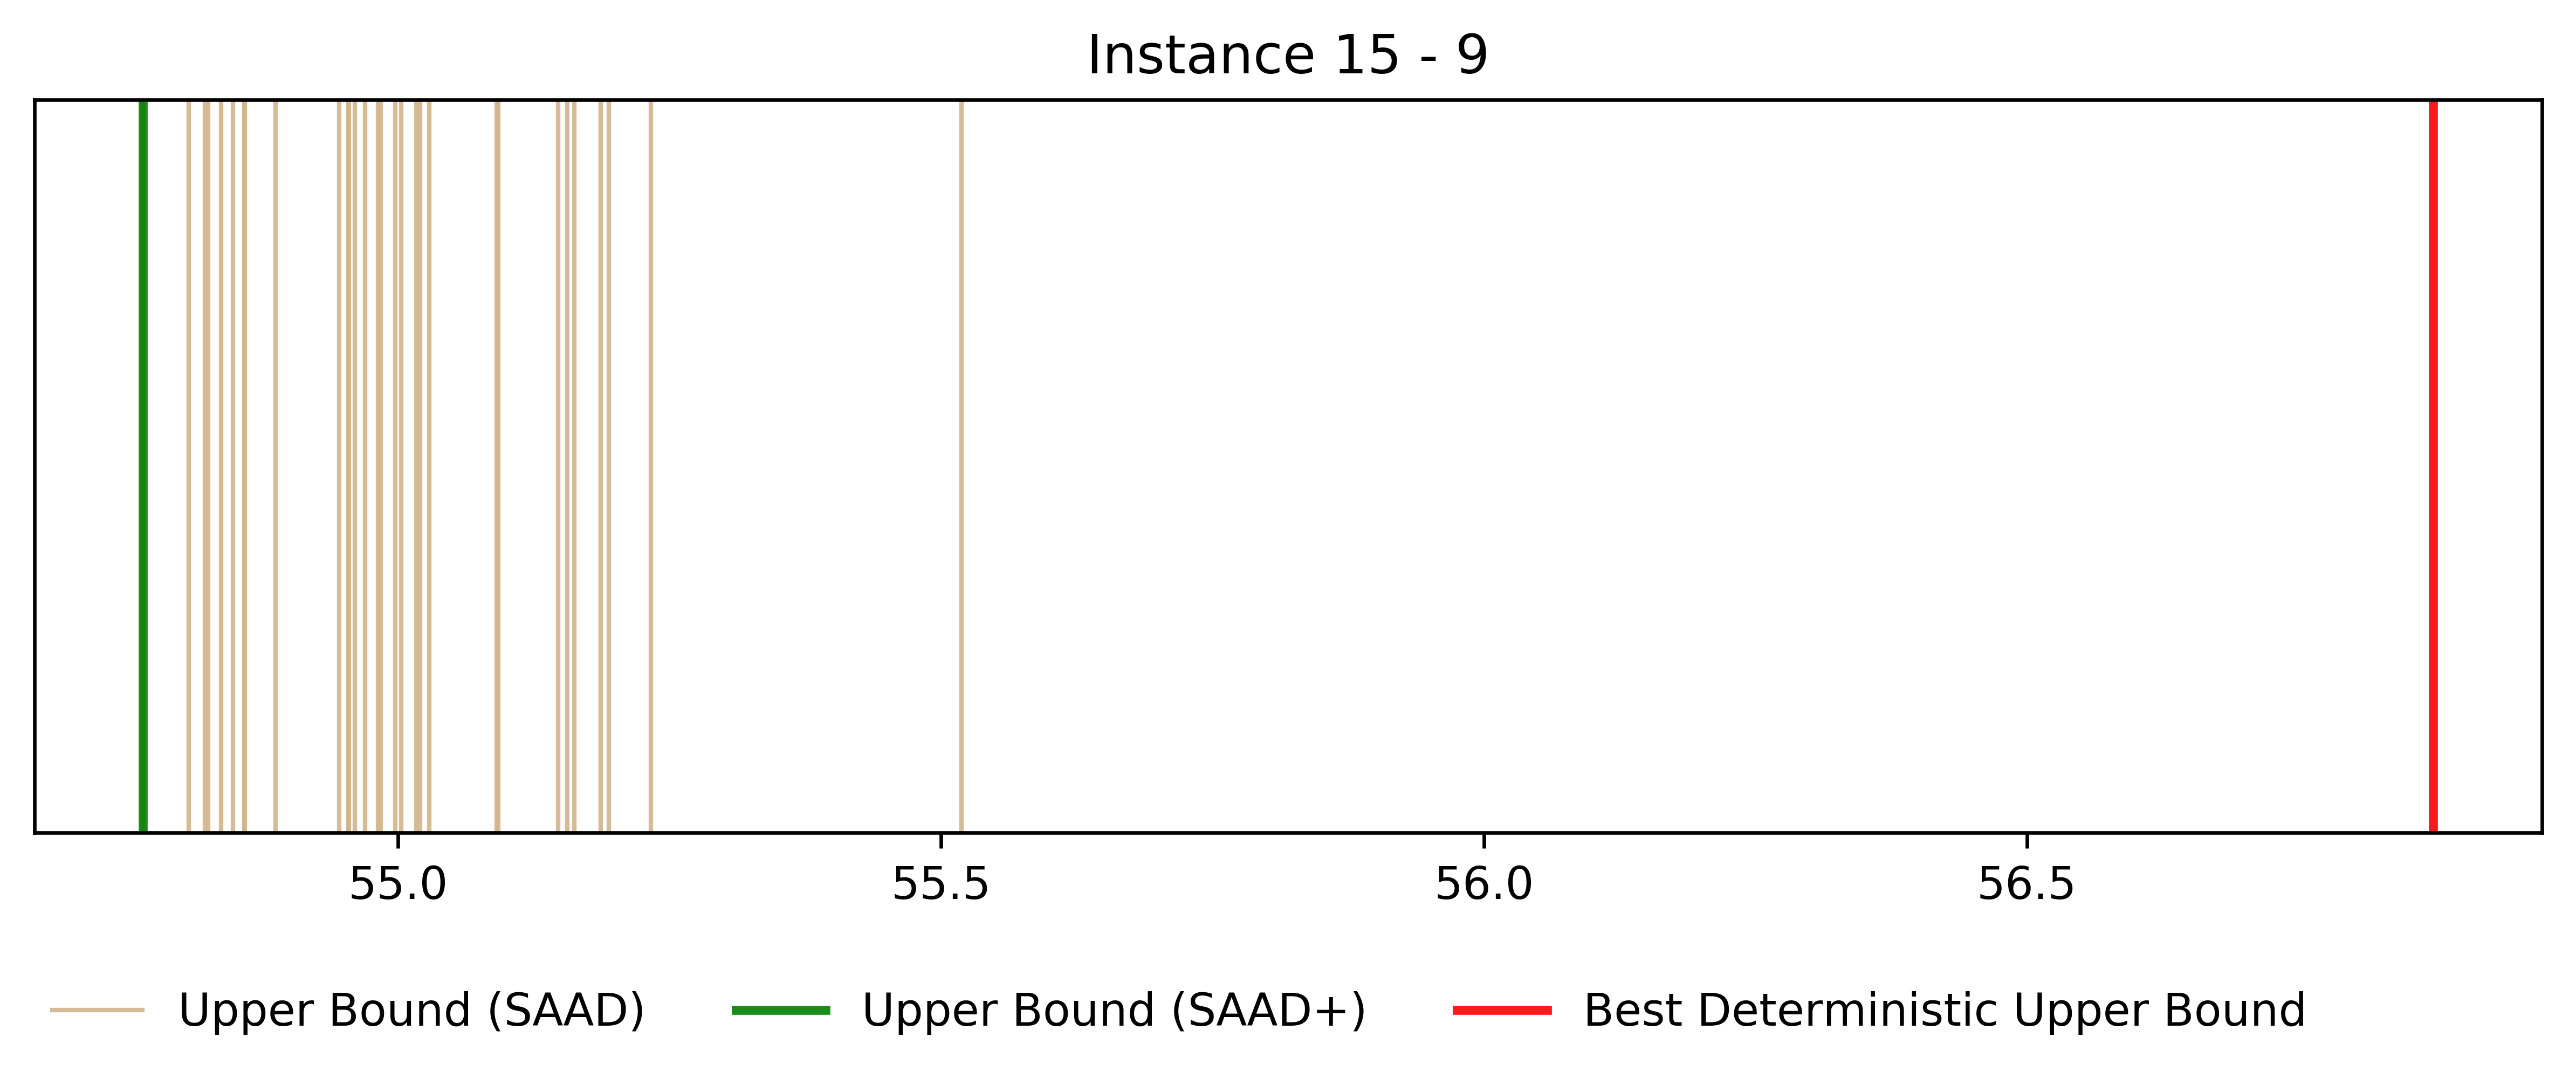 Instance 15 - 9
55.0 55.5 56.0 56.5
Upper Bound (SAAD) Upper Bound (SAAD+) Best Deterministic Upper Bound